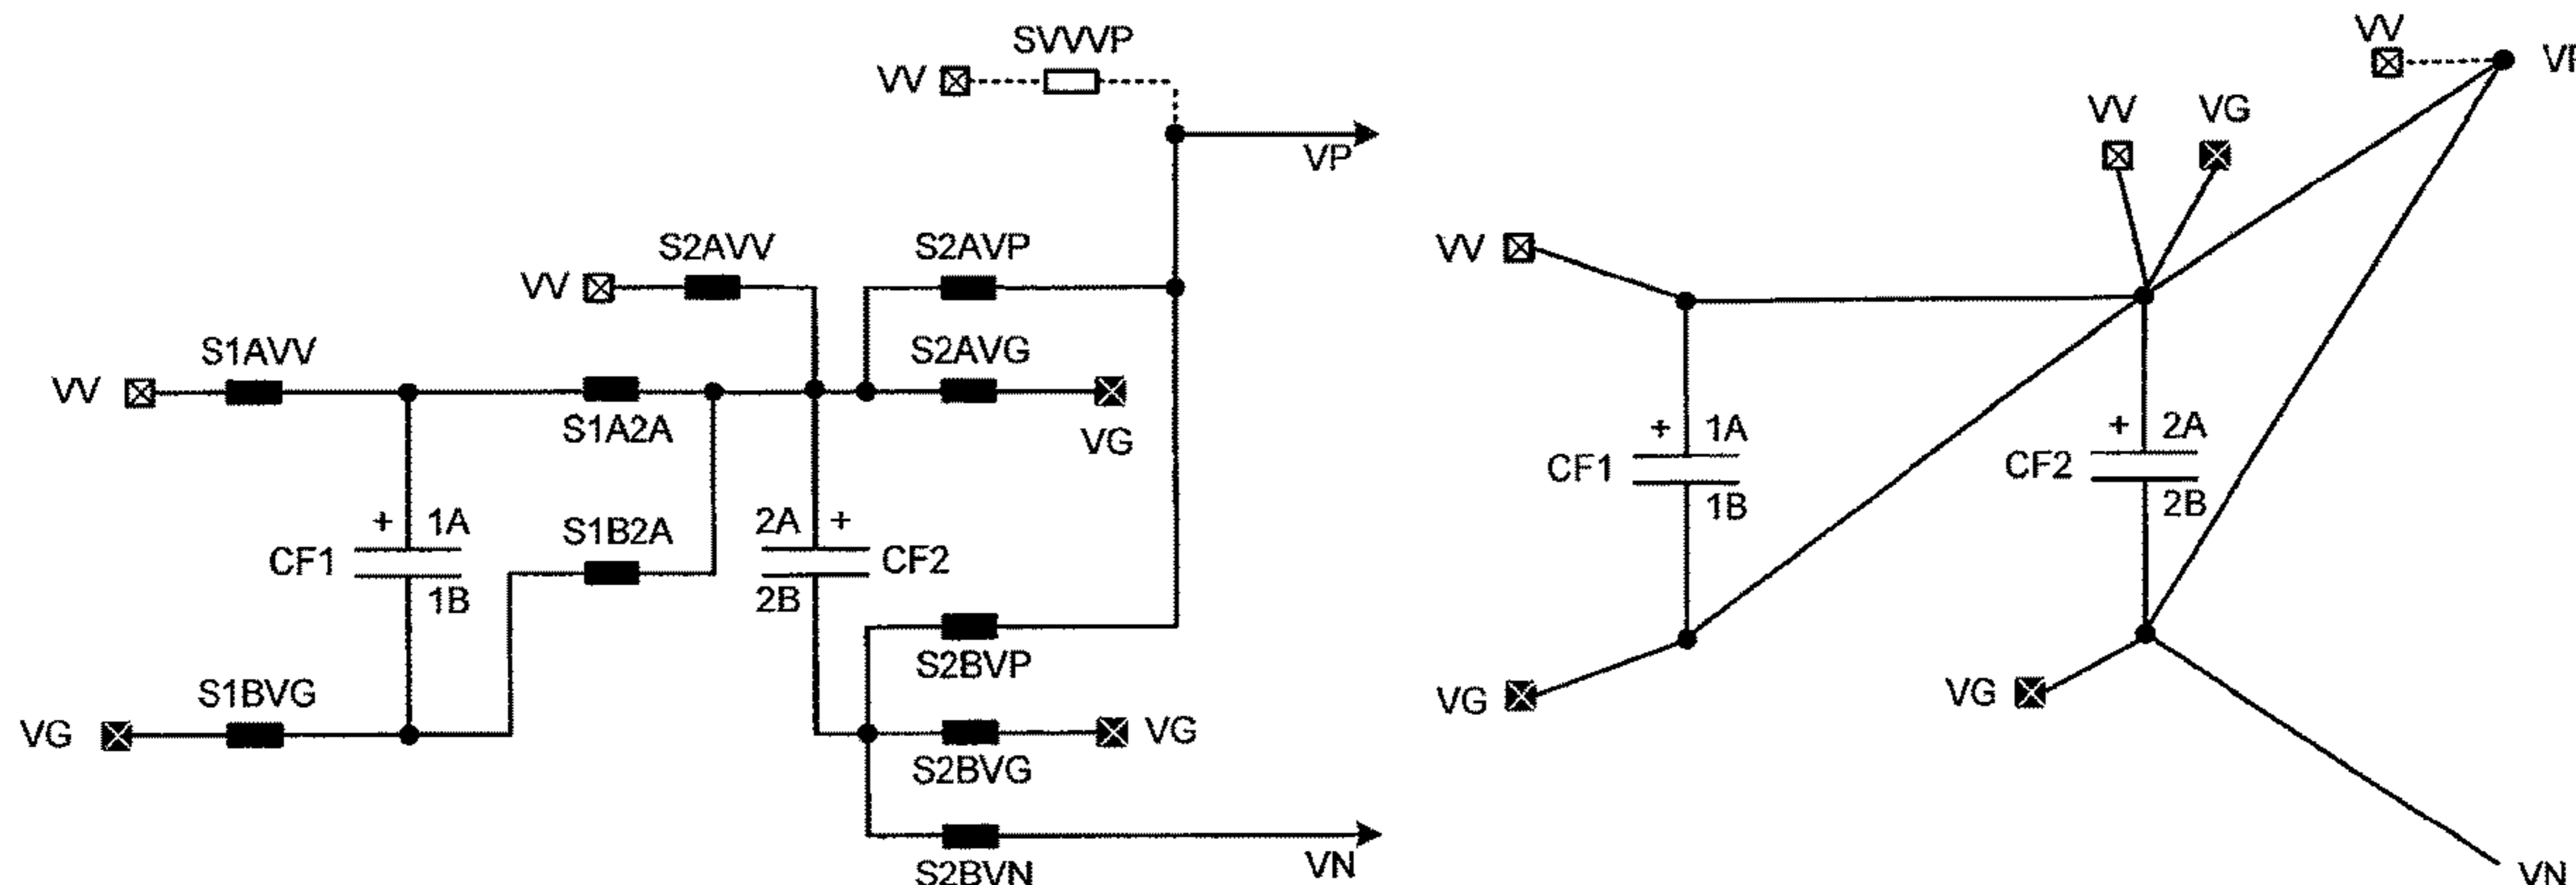 SVVVP
VV
VP
S2AVV
S2AVP
VV
S1AVV
S2AVG
VV
S1A2A
VG
+ 1A
S1B2A
2A +
CF1
CF2
1B
2B
S2BVP
S1BVG
VG
VG
S2BVG
S2BVN
VN
VV
VV VG
VV
+ 1A
+ 2A
CF1
CF2
1B
2B
VG
VG
VN